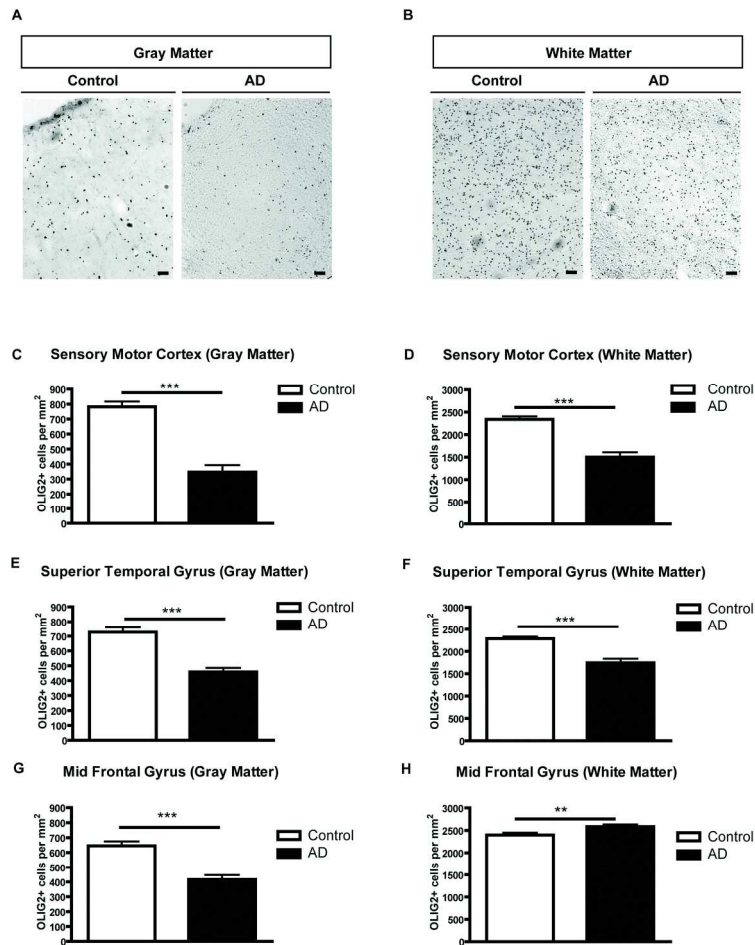 A
Gray Matter
Control AD
B
White Matter
Control AD
C Sensory Motor Cortex (Gray Matter)
OLIG2+ cells per mm²
900
800
700
600
500
400
300
200
100
0
***
Control
AD
D Sensory Motor Cortex (White Matter)
OLIG2+ cells per mm²
3000
2500
2000
1500
1000
500
0
***
Control
AD
E Superior Temporal Gyrus (Gray Matter)
OLIG2+ cells per mm²
900
800
700
600
500
400
300
200
100
0
***
Control
AD
F Superior Temporal Gyrus (White Matter)
OLIG2+ cells per mm²
3000
2500
2000
1500
1000
500
0
***
Control
AD
G Mid Frontal Gyrus (Gray Matter)
OLIG2+ cells per mm²
900
800
700
600
500
400
300
200
100
0
***
Control
AD
H Mid Frontal Gyrus (White Matter)
OLIG2+ cells per mm²
3000
2500
2000
1500
1000
500
0
**
Control
AD